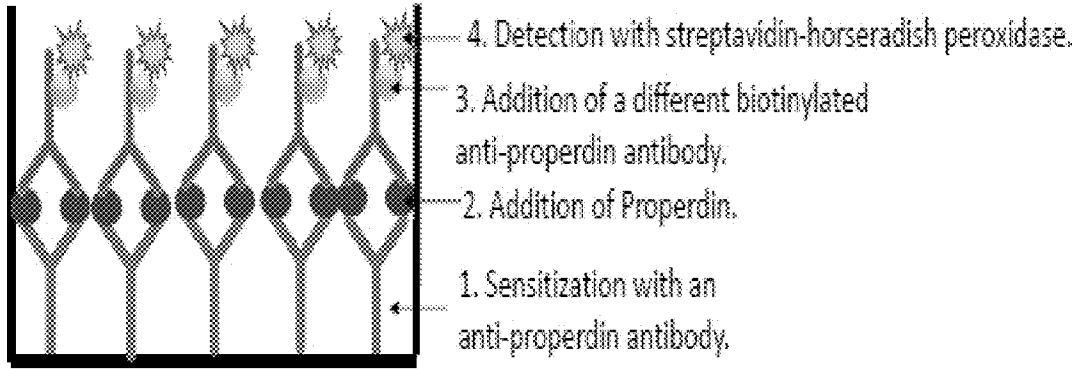 4. Detection with streptavidin-horseradish peroxidase.
3. Addition of a different biotinylated
anti-properdin antibody.
2. Addition of Properdin.
1. Sensitization with an
anti-properdin antibody.